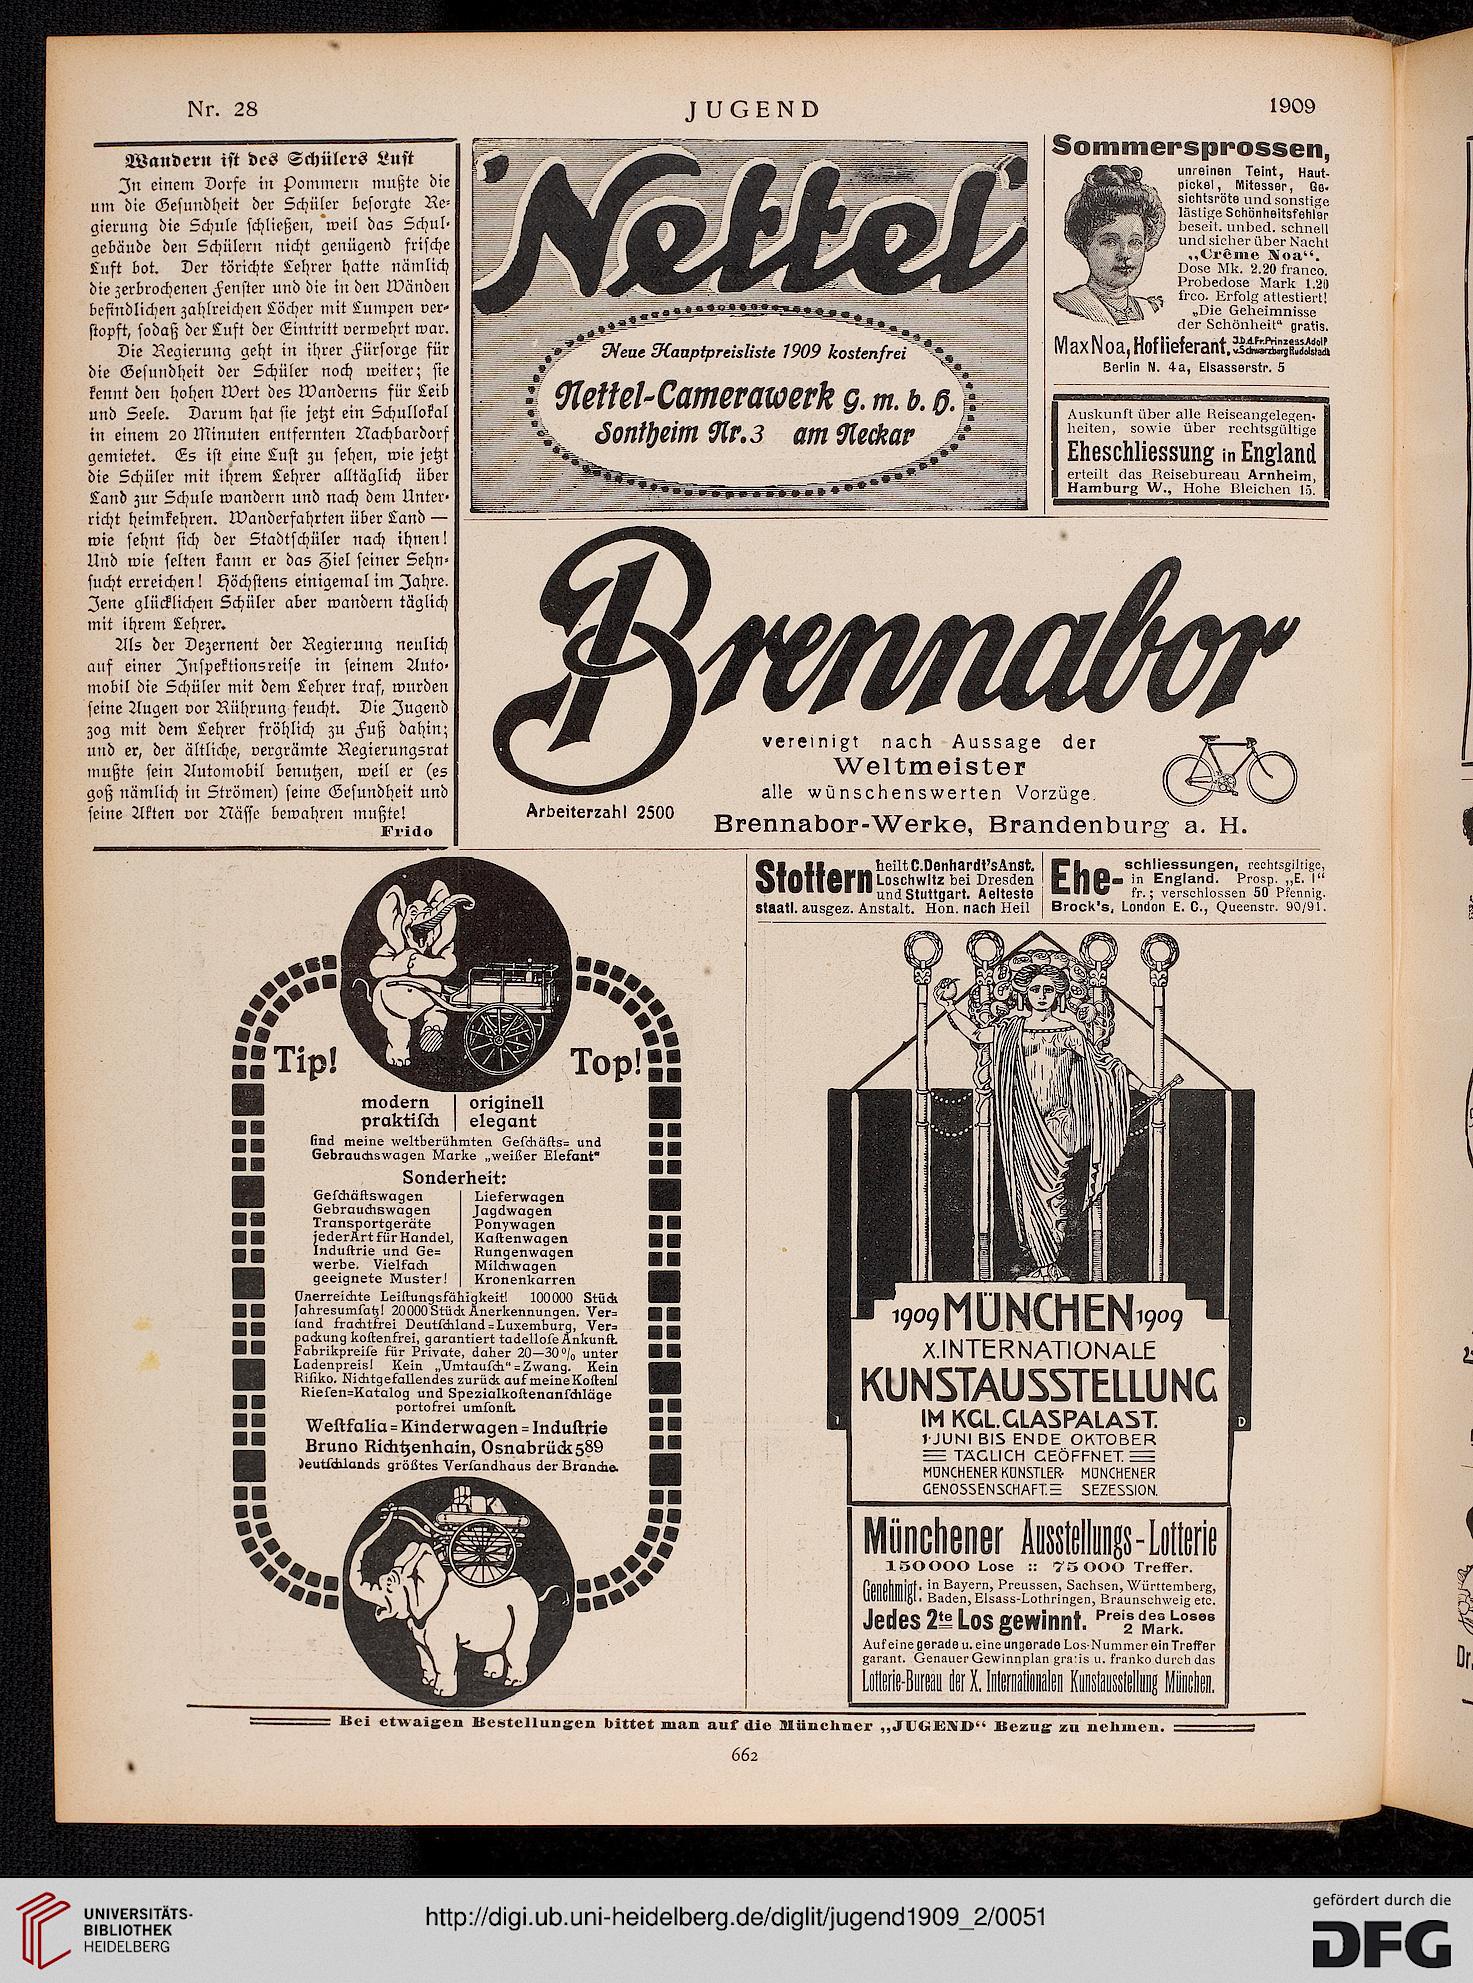 Nr. 28
JUGEND
1909
Wandern ist des Schülers Lust
In einem Dorfe in Pommern mußte die
um die Gesundheit der Schüler besorgte Re-
gierung die Schule schließen, weil das Schul-
gebäude den Schülern nicht genügend frische
Luft bot. Der törichte Lehrer hatte nämlich
die zerbrochenen Fenster und die in den Wänden
befindlichen zahlreichen Löcher mit Lumpen ver-
stopft, sodaß der Luft der Eintritt verwehrt war.
Die Regierung geht in ihrer Fürsorge für
die Gesundheit der Schüler noch weiter; sie
kennt den hohen Wert des Wanderns für Leib
und Seele. Darum hat sie jetzt ein Schullokal
in einem 20 Minuten entfernten Nachbardorf
gemietet. Es ist eine Lust zu sehen, wie jetzt
die Schüler mit ihrem Lehrer alltäglich über
Land zur Schule wandern und nach dem Unter-
richt heimkehren. Wanderfahrten über Land —
wie sehnt sich der Stadtschüler nach ihnen!
Und wie selten kann er das Ziel seiner Sehn-
sucht erreichen! Höchstens einigemal im Jahre.
Jene glücklichen Schüler aber wandern täglich
mit ihrem Lehrer.
Als der Dezernent der Regierung neulich
auf einer Inspektionsreise in seinem Auto-
mobil die Schüler mit dem Lehrer traf, wurden
seine Augen vor Rührung feucht. Die Jugend
zog mit dem Lehrer fröhlich zu Fuß dahin;
und er, der ältliche, vergrämte Regierungsrat
mußte sein Automobil benutzen, weil er (es
goß nämlich in Strömen) seine Gesundheit und
seine Akten vor Nässe bewahren mußte!
Frido
Nettel
Neue Hauptpreisliste 1909 kostenfrei
Nettel-Camerawerk G. m. b. H.
Sontheim Nr. 3 am Neckar
Sommersprossen,
unreinen Teint, Haut-
pickel, Mitesser, Ge-
sichtsröte und sonstige
lästige Schönheitsfehler
beseit. unbed. schnell
und sicher über Nacht
„Crême Noa“.
Dose Mk. 2.20 franco.
Probedose Mark 1.20
frco. Erfolg attestiert!
„Die Geheimnisse
der Schönheit“ gratis.
Max Noa, Hoflieferant, I. D. d. Fr. Prinzess Adolf
v. Schwarzberg Rudolstadt
Berlin N. 4a, Elsasserstr. 5
Auskunft über alle Reiseangelegen-
heiten, sowie über rechtsgültige
Eheschliessung in England
erteilt das Reisebureau Arnheim,
Hamburg W., Hohe Bleichen 15.
Brennabor
vereinigt nach Aussage der
Weltmeister
alle wünschenswerten Vorzüge.
Arbeiterzahl 2500
Brennabor-Werke, Brandenburg a. H.
Stottern heilt C. Denhardt's Anst.
Loschwitz bei Dresden
und Stuttgart. Aelteste
staatl. ausgez. Anstalt. Hon. nach Heil
Ehe- schliessungen, rechtsgiltige,
in England. Prosp. „E. I“
fr.; verschlossen 50 Pfennig.
Brock's, London E. C., Queenstr. 90/91.
Tip! Top!
modern originell
praktisch elegant
sind meine weltberühmten Geschäfts- und
Gebrauchswagen Marke „weißer Elefant“
Sonderheit:
Geschäftswagen
Gebrauchswagen
Transportgeräte
jeder Art für Handel,
Industrie und Ge-
werbe. Vielfach
geeignete Muster!
Lieferwagen
Jagdwagen
Ponywagen
Kastenwagen
Rungenwagen
Milchwagen
Kronenkarren
Unerreichte Leistungsfähigkeit! 100000 Stück
Jahresumsatz! 20000 Stück Anerkennungen. Ver-
sand frachtfrei Deutschland-Luxemburg, Ver-
packung kostenfrei, garantiert tadellose Ankunft.
Fabrikpreise für Private, daher 20—30% unter
Ladenpreis! Kein „Umtausch“-Zwang. Kein
Risiko. Nichtgefallendes zurück auf meine Kosten!
Riesen-Katalog und Spezialkostenanschläge
portofrei umsonst.
Westfalia-Kinderwagen-Industrie
Bruno Richtzenhain, Osnabrück 589
Deutschlands größtes Versandhaus der Branche.
1909 MÜNCHEN 1909
X. INTERNATIONALE
KUNSTAUSSTELLUNG
IM KGL. GLASPALAST.
1. JUNI BIS ENDE OKTOBER
TÄGLICH GEÖFFNET.
MÜNCHENER KÜNSTLER- MÜNCHENER
GENOSSENSCHAFT. SEZESSION.
I D
Münchener Ausstellungs-Lotterie
150000 Lose :: 75000 Treffer.
Genehmigt: in Bayern, Preussen, Sachsen, Württemberg,
Baden, Elsass-Lothringen, Braunschweig etc.
Jedes 2te Los gewinnt. Preis des Loses
2 Mark.
Auf eine gerade u. eine ungerade Los-Nummer ein Treffer
garant. Genauer Gewinnplan gratis u. franko durch das
Lotterie-Bureau der X. Internationalen Kunstausstellung München.
Bei etwaigen Bestellungen bittet man auf die Münchner „JUGEND“ Bezug zu nehmen.
662
UNIVERSITÄTS-
BIBLIOTHEK
HEIDELBERG
http://digi.ub.uni-heidelberg.de/diglit/jugend1909_2/0051
gefördert durch die
DFG